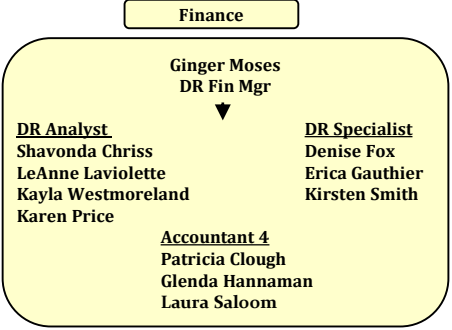 Finance
Ginger Moses
DR Fin Mgr
DR Analyst
Shavonda Chriss
LeAnne Laviolette
Kayla Westmoreland
Karen Price
DR Specialist
Denise Fox
Erica Gauthier
Kirsten Smith
Accountant 4
Patricia Clough
Glenda Hannaman
Laura Saloom